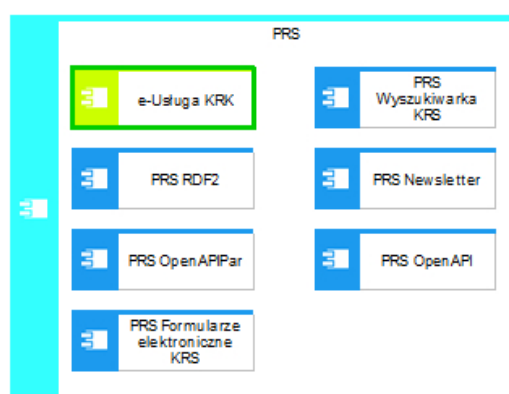 PRS
e-Usługa KRK
PRS
Wyszukiwarka
KRS
PRS RDF2
PRS Newsletter
PRS OpenAPIPar
PRS OpenAPI
PRS Formularze
elektroniczne
KRS